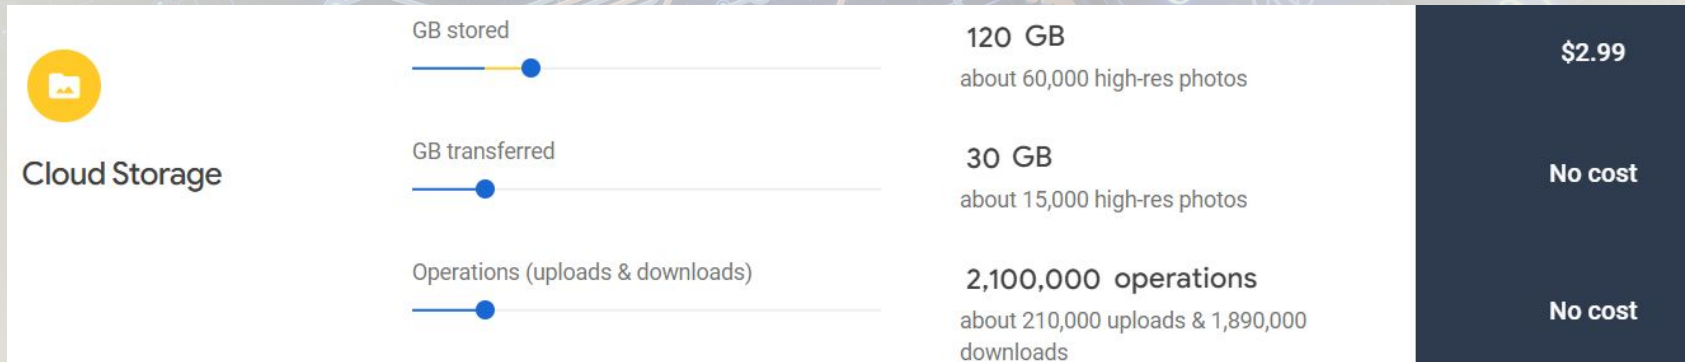 Cloud Storage
GB stored
120 GB
about 60,000 high-res photos
$2.99
GB transferred
30 GB
about 15,000 high-res photos
No cost
Operations (uploads & downloads)
2,100,000 operations
about 210,000 uploads & 1,890,000
downloads
No cost